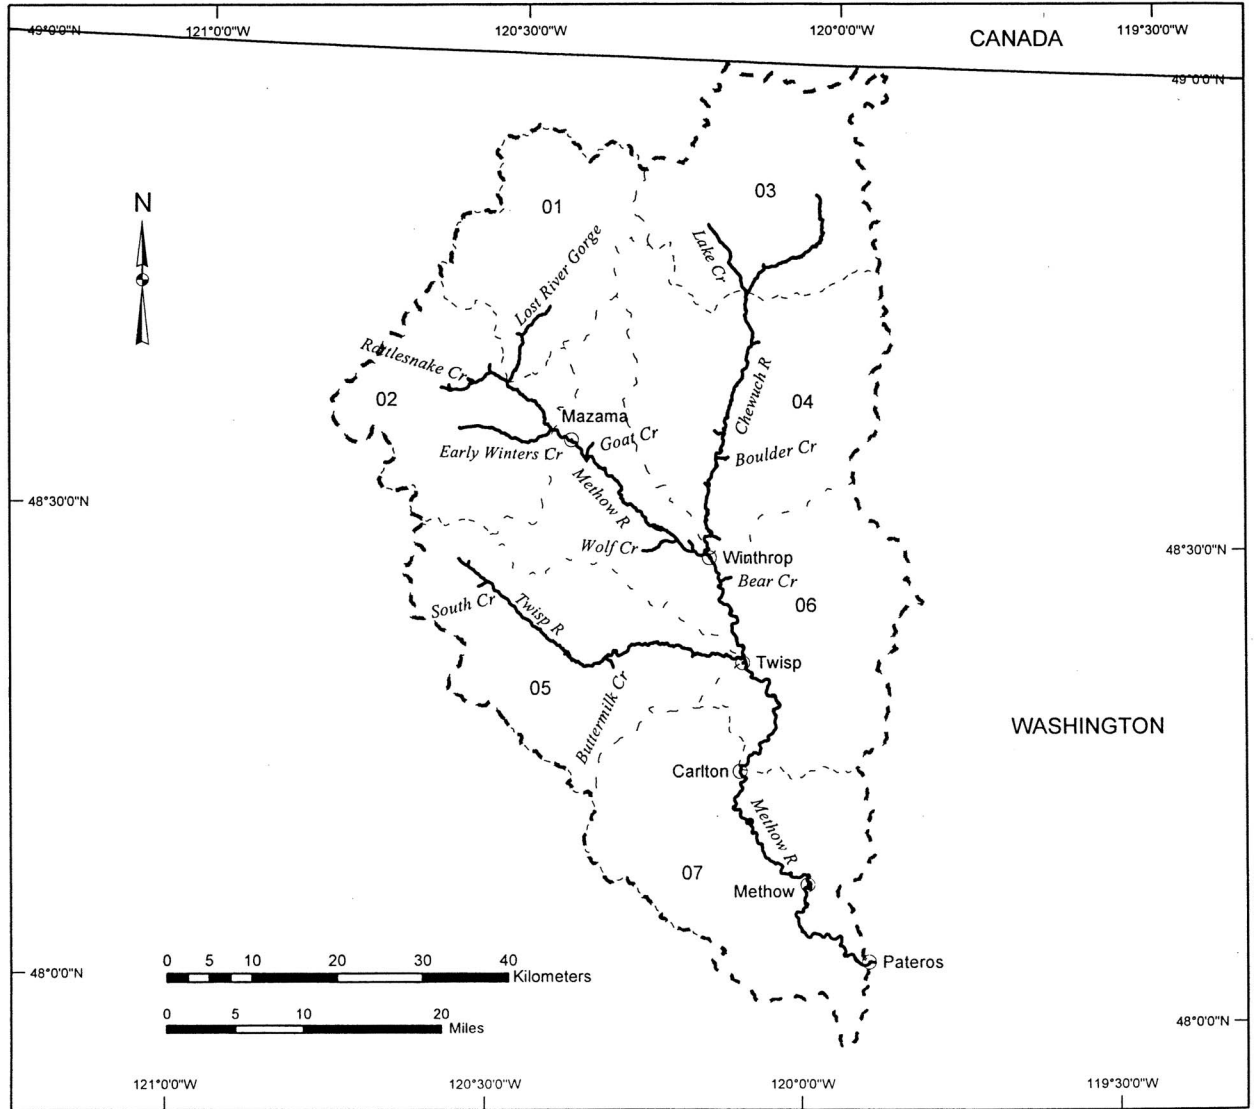 121°0'0"W
120°30'0"W
120°0'0"W
119°30'0"W
49°0'0"N
CANADA
49°0'0"N
N
01
03
Lost River Gorge
Lake Cr
Rattlesnake Cr
02
Chewuch R
04
Mazama
Goat Cr
Early Winters Cr
Boulder Cr
Methow R
48°30'0"N
Wolf Cr
Winthrop
48°30'0"N
Bear Cr
South Cr
Twisp R
06
Twisp
05
Buttermilk Cr
WASHINGTON
Carlton
Methow R
07
Methow
Pateros
0 5 10 20 30 40
Kilometers
48°0'0"N
0 5 10 20
Miles
48°0'0"N
121°0'0"W
120°30'0"W
120°0'0"W
119°30'0"W